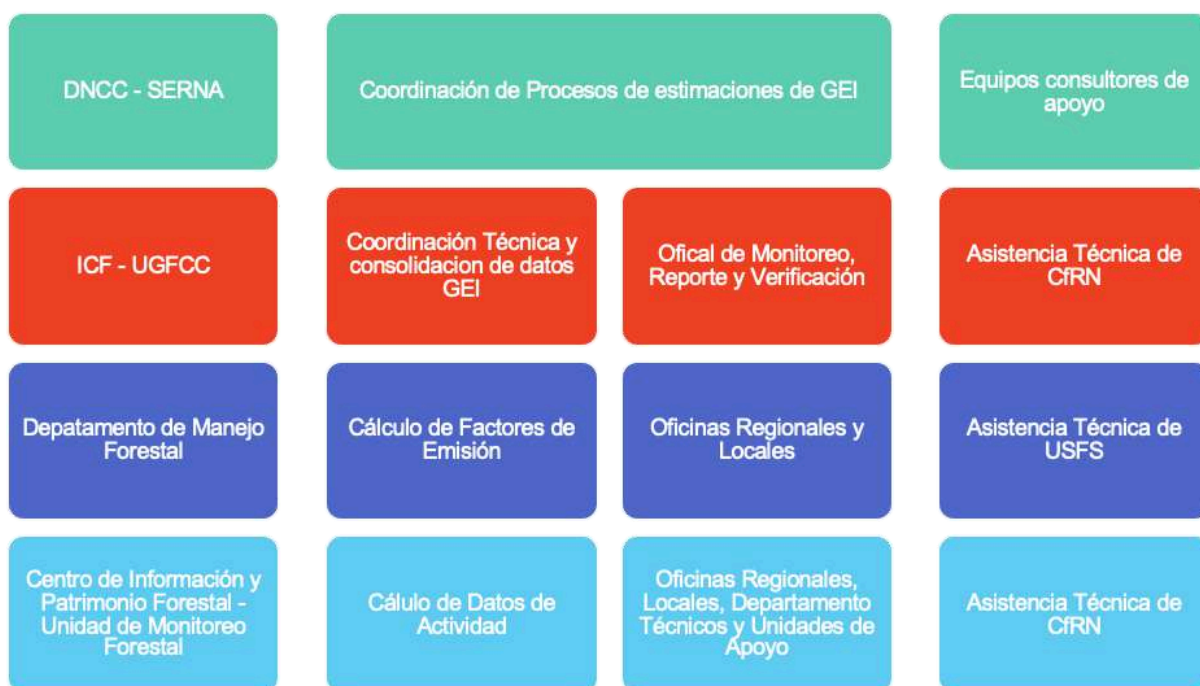 DNCC - SERNA
Coordinación de Procesos de estimaciones de GEI
Equipos consultores de
apoyo
ICF - UGFCC
Coordinación Técnica y
consolidacion de datos
GEI
Ofical de Monitoreo,
Reporte y Verificación
Asistencia Técnica de
CfRN
Depatamento de Manejo
Forestal
Cálculo de Factores de
Emisión
Oficinas Regionales y
Locales
Asistencia Técnica de
USFS
Centro de Información y
Patrimonio Forestal -
Unidad de Monitoreo
Forestal
Cálulo de Datos de
Actividad
Oficinas Regionales,
Locales, Departamento
Técnicos y Unidades de
Apoyo
Asistencia Técnica de
CfRN